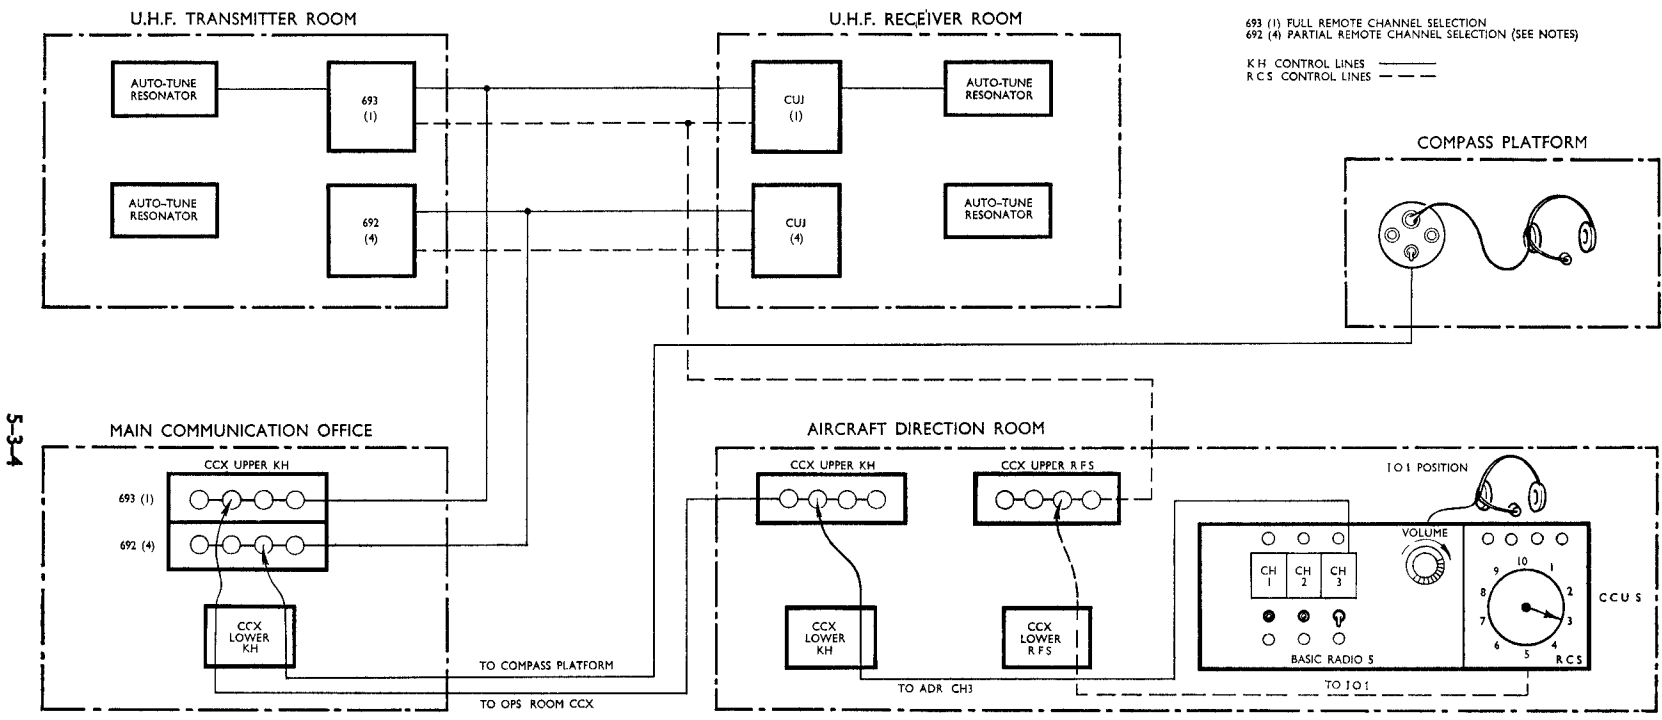 U.H.F. TRANSMITTER ROOM
AUTO-TUNE
RESONATOR
693
(1)
AUTO-TUNE
RESONATOR
692
(4)
U.H.F. RECEIVER ROOM
CUJ
(1)
AUTO-TUNE
RESONATOR
CUJ
(4)
AUTO-TUNE
RESONATOR
693 (1) FULL REMOTE CHANNEL SELECTION
692 (4) PARTIAL REMOTE CHANNEL SELECTION (SEE NOTES)
KH CONTROL LINES
RCS CONTROL LINES
COMPASS PLATFORM
5-3-4
MAIN COMMUNICATION OFFICE
CCX UPPER KH
693 (1)
692 (4)
CCX
LOWER
KH
TO COMPASS PLATFORM
TO OPS ROOM CCX
AIRCRAFT DIRECTION ROOM
CCX UPPER KH
CCX UPPER RFS
CCX
LOWER
KH
CCX
LOWER
RFS
TO ADR CH3
IO1 POSITION
VOLUME
CH
1
CH
2
CH
3
BASIC RADIO 5
10
1
2
3
4
5
6
7
8
9
RCS
CCUS
TO IO1